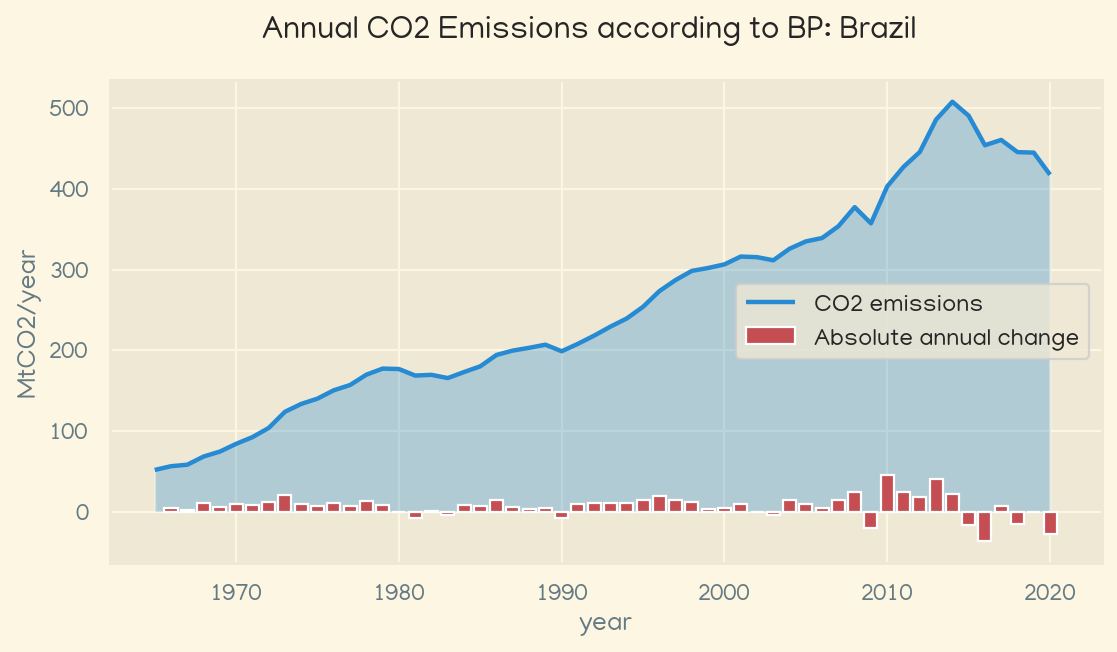 Annual CO2 Emissions according to BP: Brazil
MtCO2/year
500
400
300
200
100
0
CO2 emissions
Absolute annual change
1970 1980 1990 2000 2010 2020
year